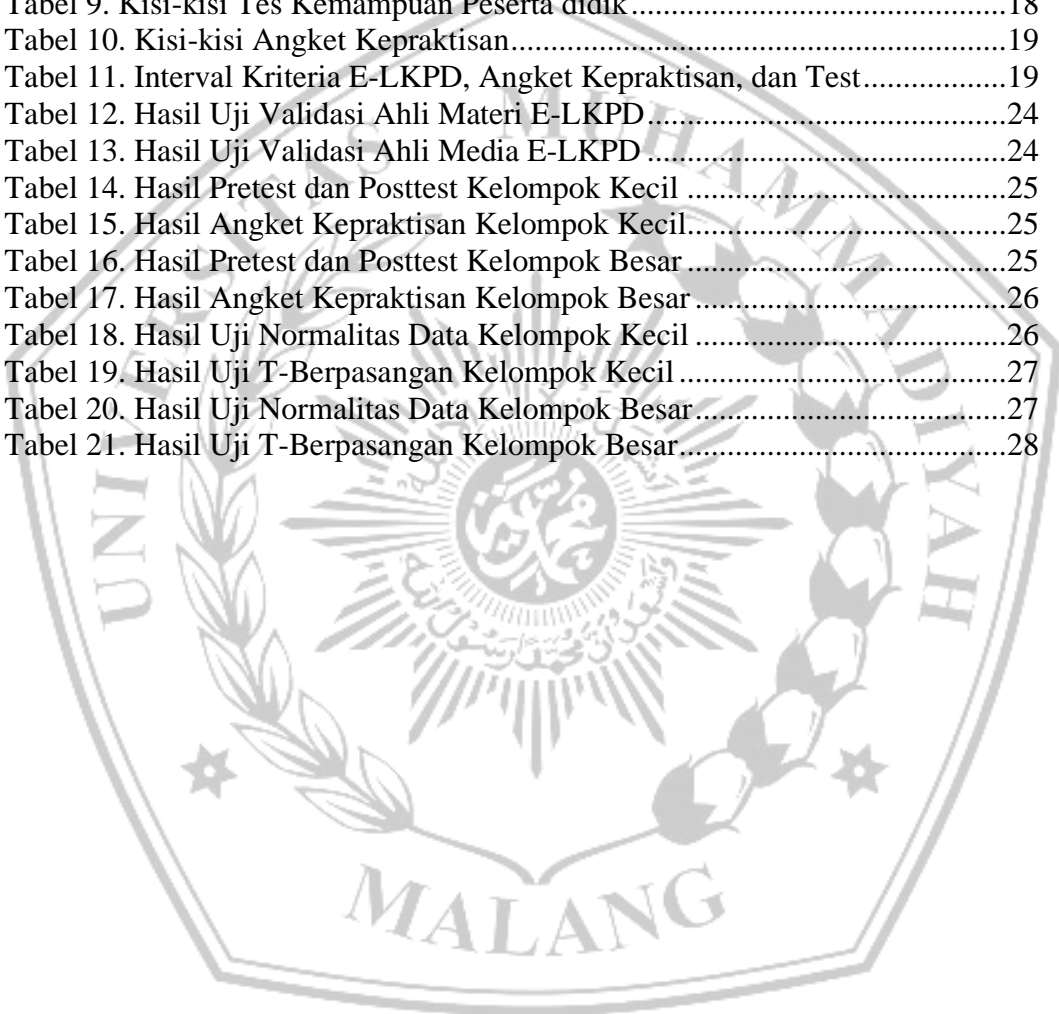 Tabel 9. Kisi-kisi Tes Kemampuan Peserta didik...............................................18
Tabel 10. Kisi-kisi Angket Kepraktisan..............................................................19
Tabel 11. Interval Kriteria E-LKPD, Angket Kepraktisan, dan Test..................19
Tabel 12. Hasil Uji Validasi Ahli Materi E-LKPD.............................................24
Tabel 13. Hasil Uji Validasi Ahli Media E-LKPD .............................................24
Tabel 14. Hasil Pretest dan Posttest Kelompok Kecil ........................................25
Tabel 15. Hasil Angket Kepraktisan Kelompok Kecil........................................25
Tabel 16. Hasil Pretest dan Posttest Kelompok Besar ........................................25
Tabel 17. Hasil Angket Kepraktisan Kelompok Besar .......................................26
Tabel 18. Hasil Uji Normalitas Data Kelompok Kecil .......................................26
Tabel 19. Hasil Uji T-Berpasangan Kelompok Kecil .........................................27
Tabel 20. Hasil Uji Normalitas Data Kelompok Besar.......................................27
Tabel 21. Hasil Uji T-Berpasangan Kelompok Besar.........................................28
UNIVERSITAS MUHAMMADIYAH
MALANG